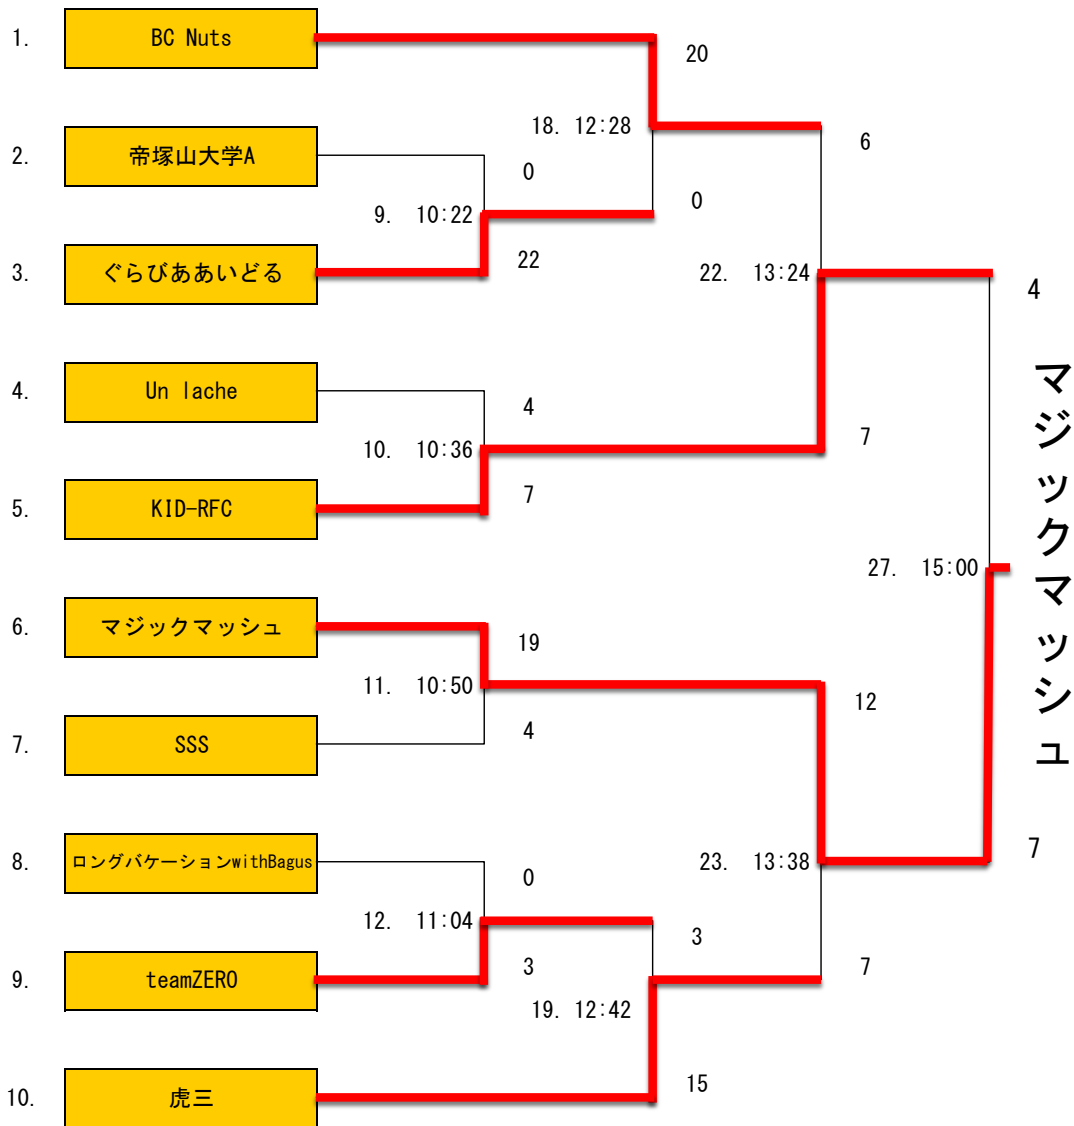 1. BC Nuts
20
18. 12:28
6
2. 帝塚山大学A
0
9. 10:22
0
3. ぐらびああいどる
22
22. 13:24
4
マジックマッシュ
4. Un lache
4
10. 10:36
7
5. KID-RFC
7
27. 15:00
6. マジックマッシュ
19
11. 10:50
12
7. SSS
4
8. ロングバケーションwithBagus
0
23. 13:38
7
12. 11:04
3
9. teamZERO
3
7
19. 12:42
10. 虎三
15